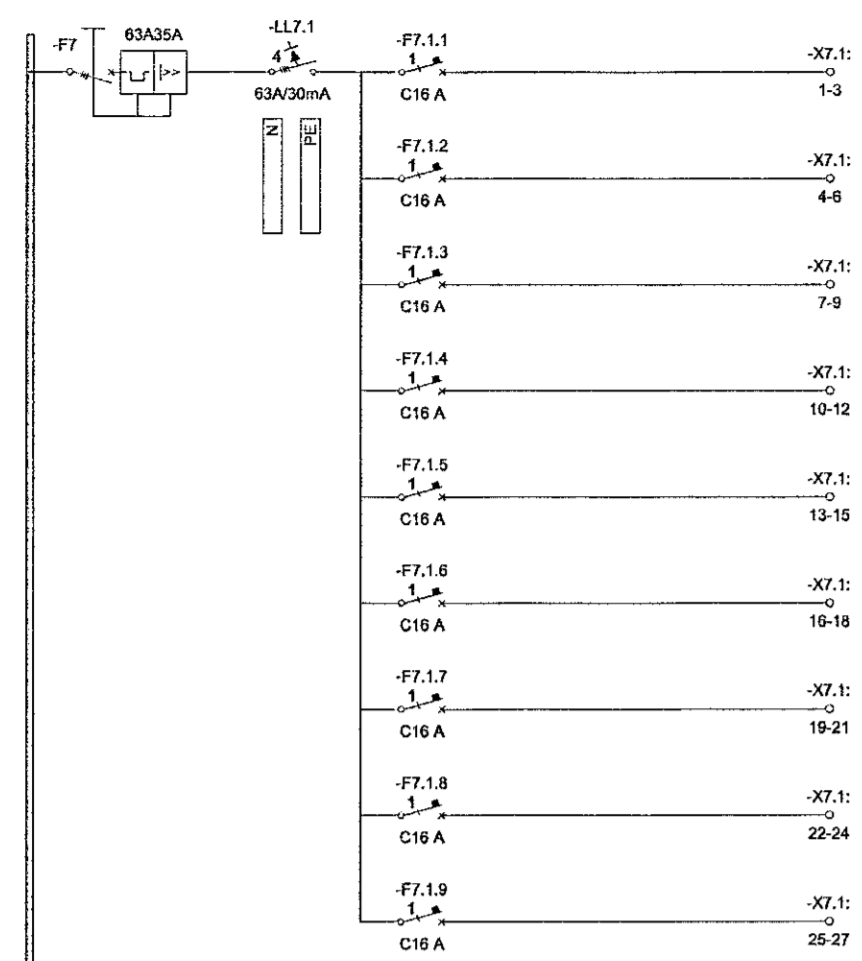 -F7
63A35A
-LL7.1
4
63A/30mA
N
PE
-F7.1.1
1
C16 A
-X7.1:
1-3
-F7.1.2
1
C16 A
-X7.1:
4-6
-F7.1.3
1
C16 A
-X7.1:
7-9
-F7.1.4
1
C16 A
-X7.1:
10-12
-F7.1.5
1
C16 A
-X7.1:
13-15
-F7.1.6
1
C16 A
-X7.1:
16-18
-F7.1.7
1
C16 A
-X7.1:
19-21
-F7.1.8
1
C16 A
-X7.1:
22-24
-F7.1.9
1
C16 A
-X7.1:
25-27